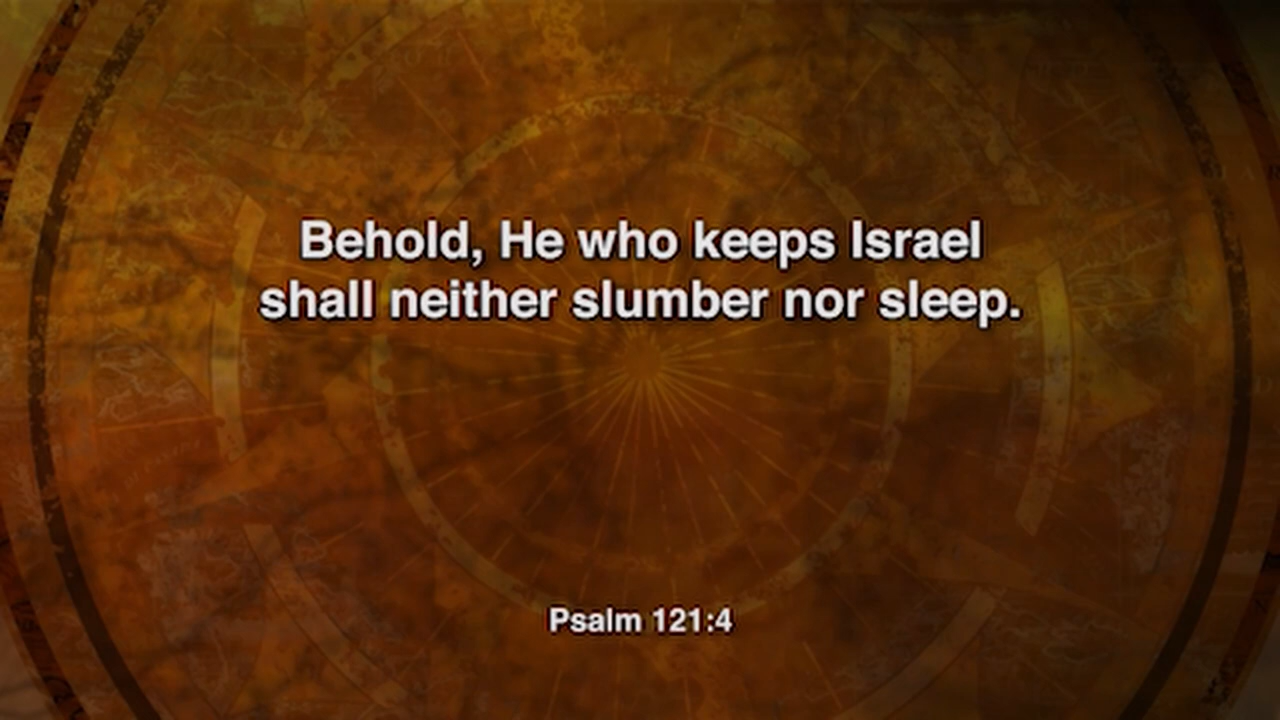 Behold, He who keeps Israel
shall neither slumber nor sleep.
Psalm 121:4